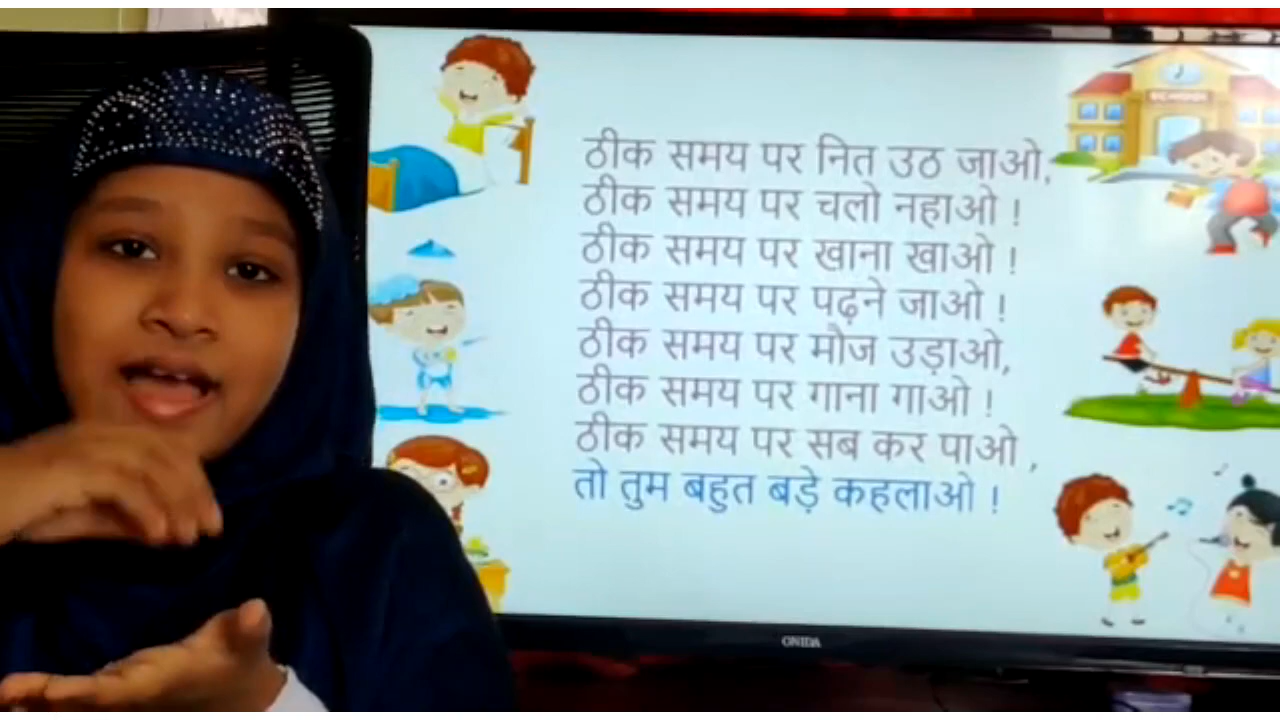 ठीक समय पर नित उठ जाओ,
ठीक समय पर चलो नहाओ !
ठीक समय पर खाना खाओ !
ठीक समय पर पढ़ने जाओ !
ठीक समय पर मौज उड़ाओ,
ठीक समय पर गाना गाओ !
ठीक समय पर सब कर पाओ ,
तो तुम बहुत बड़े कहलाओ !
SCHOOL
ONIDA